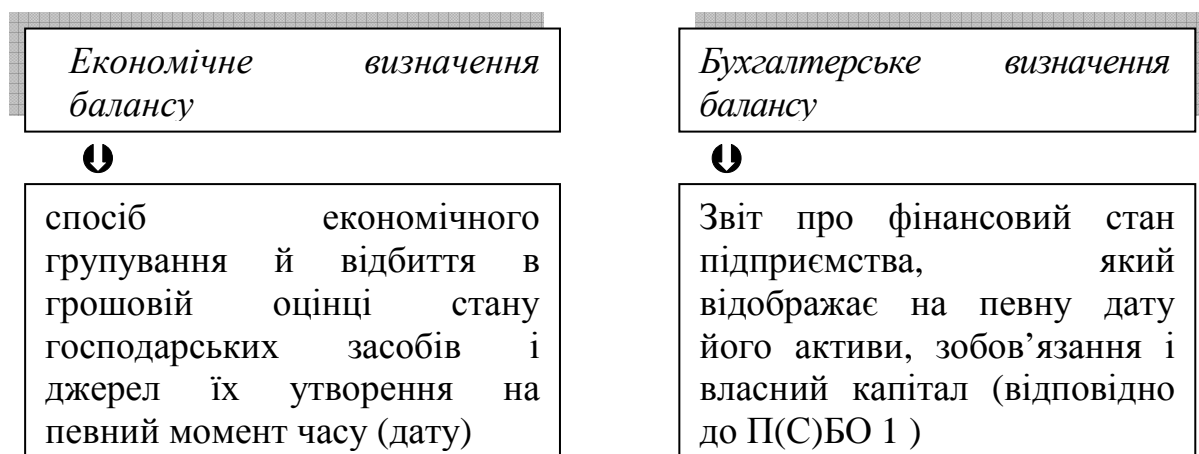 Економічне визначення
балансу
спосіб економічного
групування й відбиття в
грошовій оцінці стану
господарських засобів і
джерел їх утворення на
певний момент часу (дату)
Бухгалтерське визначення
балансу
Звіт про фінансовий стан
підприємства, який
відображає на певну дату
його активи, зобов’язання і
власний капітал (відповідно
до П(С)БО 1 )